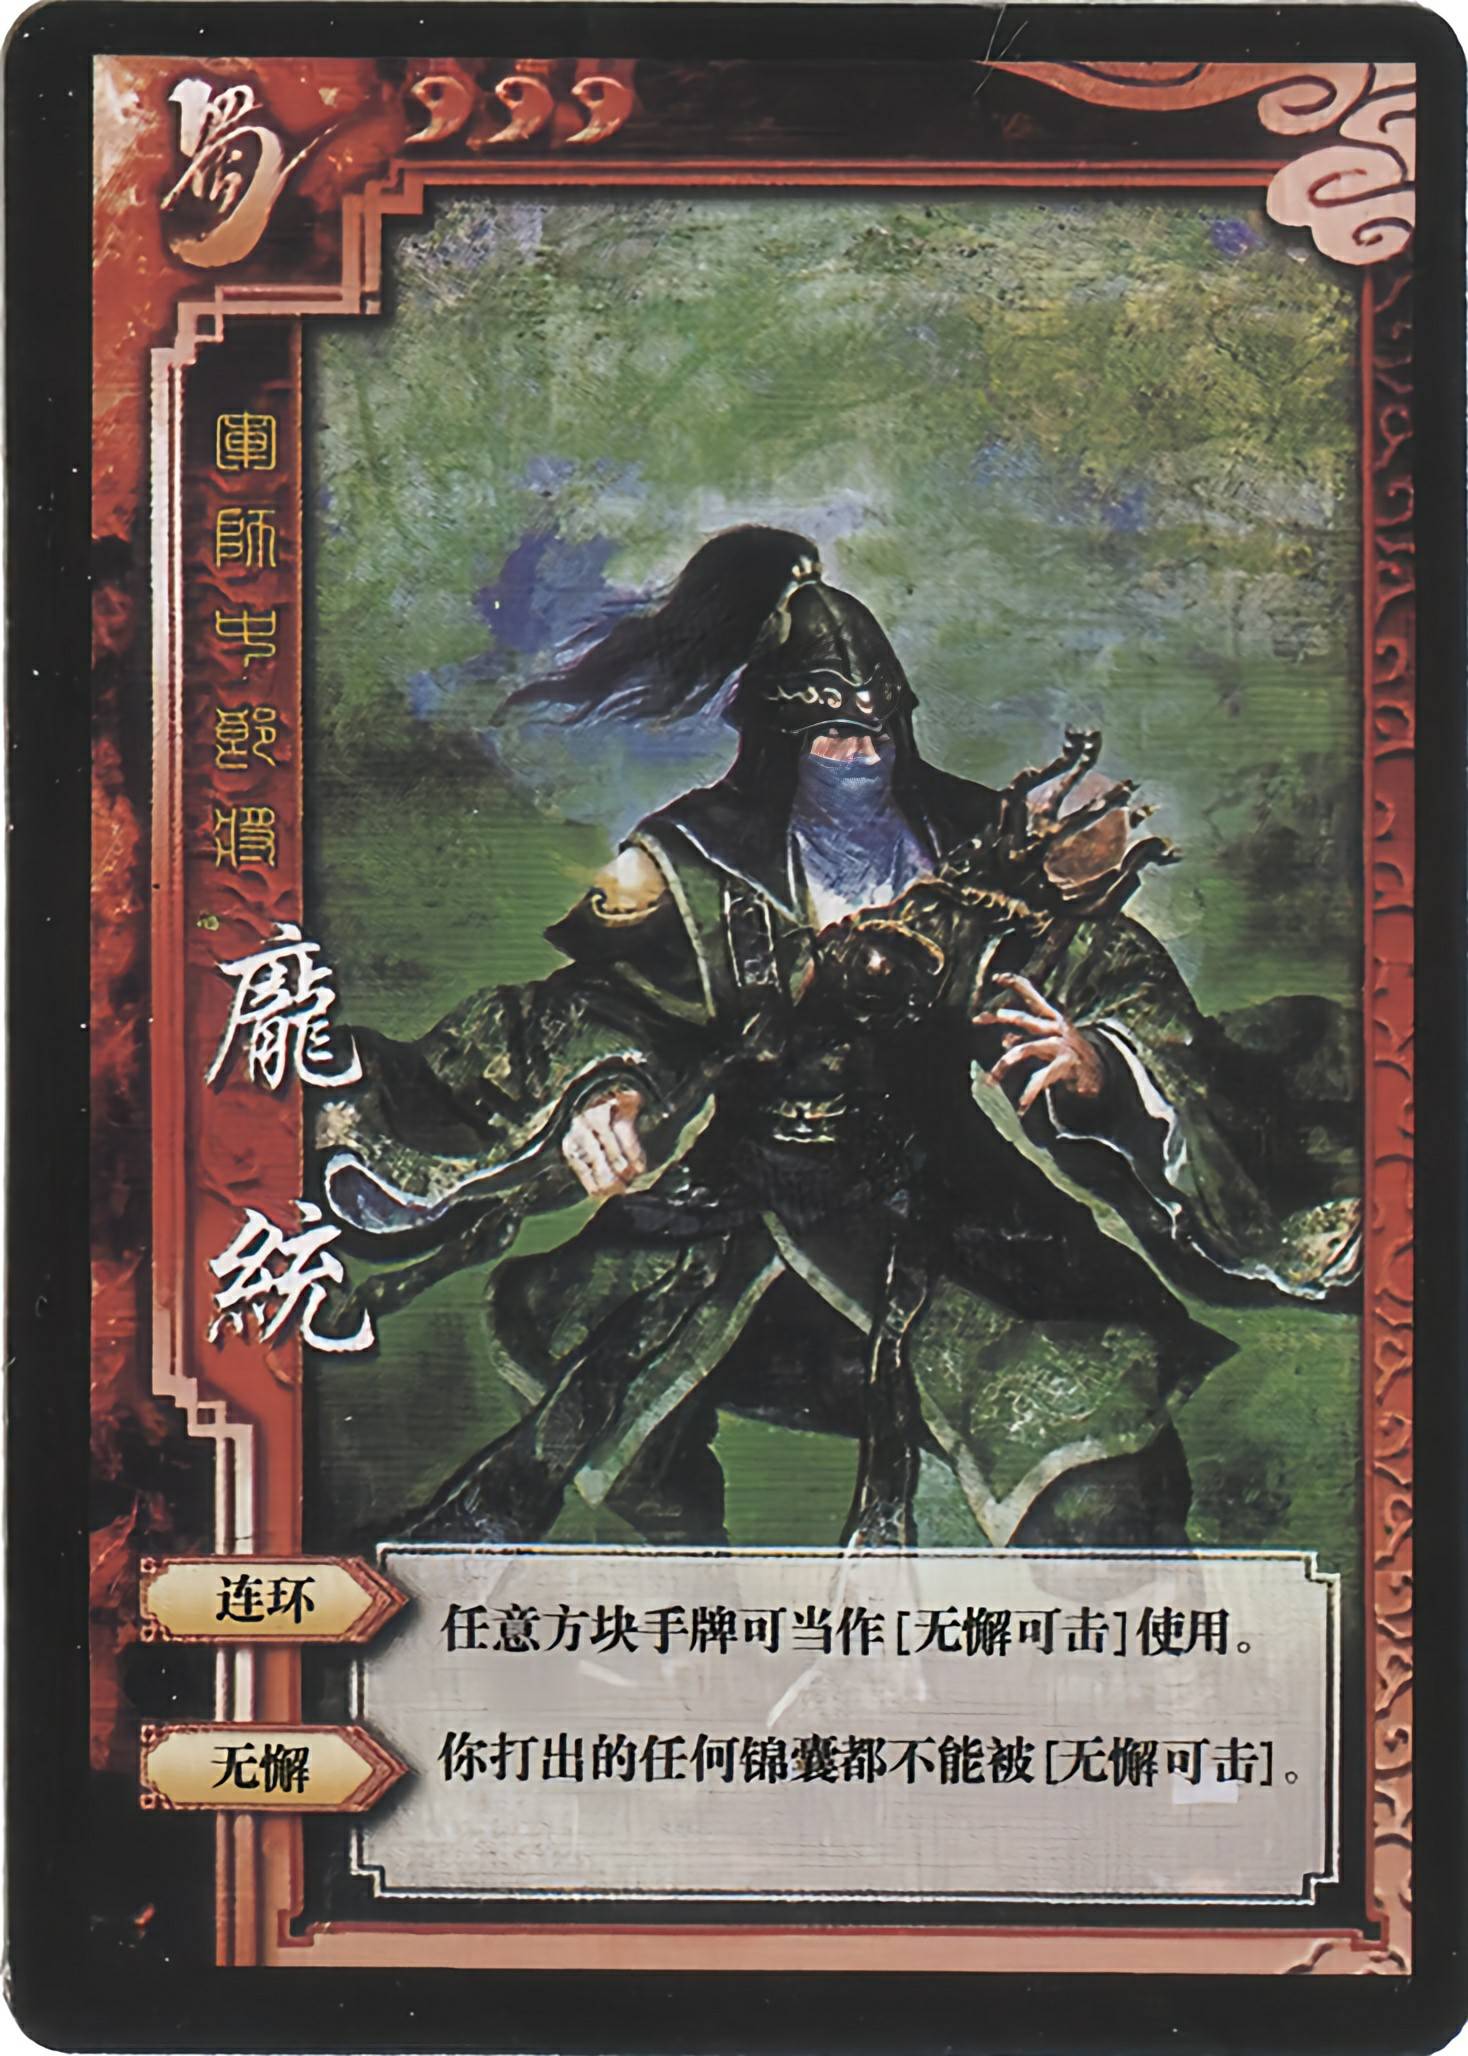 蜀
軍師中郎將
龐統
连环
任意方块手牌可当作[无懈可击]使用。
无懈
你打出的任何锦囊都不能被[无懈可击]。